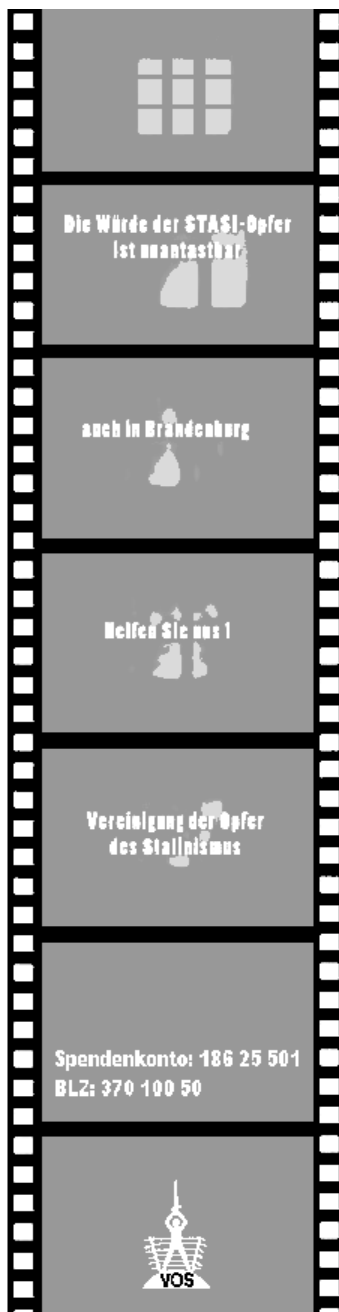 Die Würde der STASI-Opfer
ist unantastbar
auch in Brandenburg
Helfen Sie uns !
Vereinigung der Opfer
des Stalinismus
Spendenkonto: 186 25 501
BLZ: 370 100 50
VOS